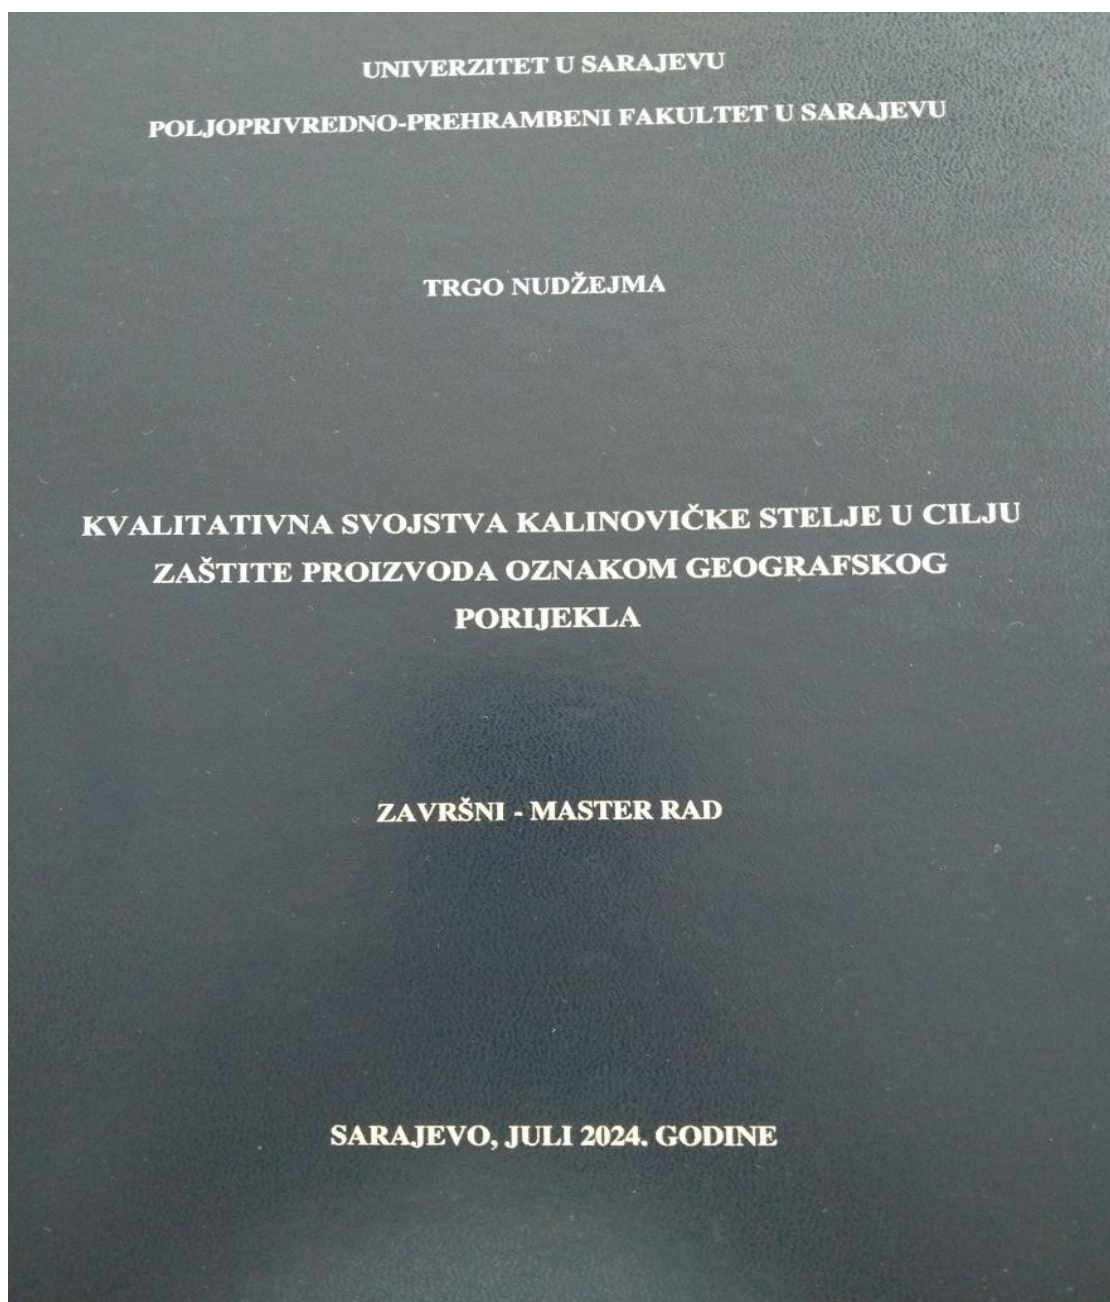 UNIVERZITET U SARAJEVU
POLJOPRIVREDNO-PREHRAMBENI FAKULTET U SARAJEVU
TRGO NUDŽEJMA
KVALITATIVNA SVOJSTVA KALINOVIČKE STELJE U CILJU
ZAŠTITE PROIZVODA OZNAKOM GEOGRAFSKOG
PORIJEKLA
ZAVRŠNI - MASTER RAD
SARAJEVO, JULI 2024. GODINE